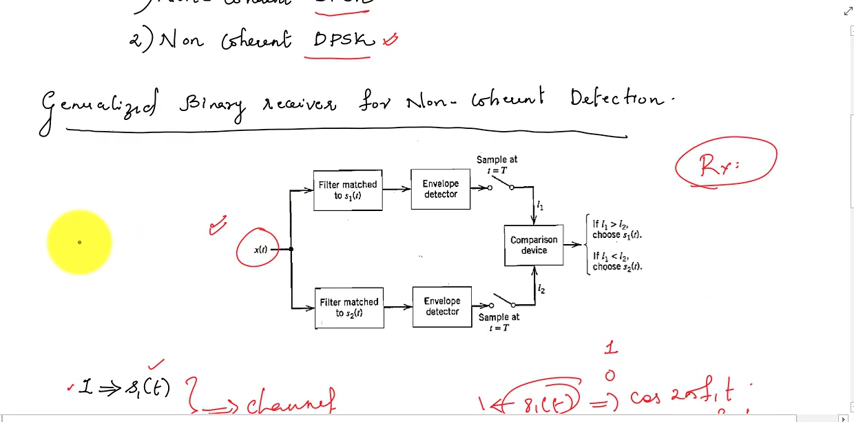 2) Non Coherent DPSK
Generalized Binary receiver for Non-Coherent Detection.
Rx:
Sample at
t = T
Filter matched
to s₁(t)
Envelope
detector
l₁
x(t)
Comparison
device
If l₁ > l₂,
choose s₁(t).
If l₁ < l₂,
choose s₂(t).
Filter matched
to s₂(t)
Envelope
detector
l₂
Sample at
t = T
1
0
1 ⇒ s₁(t)
⇒ channel
s₁(t) ⇒ cos 2πf₁t